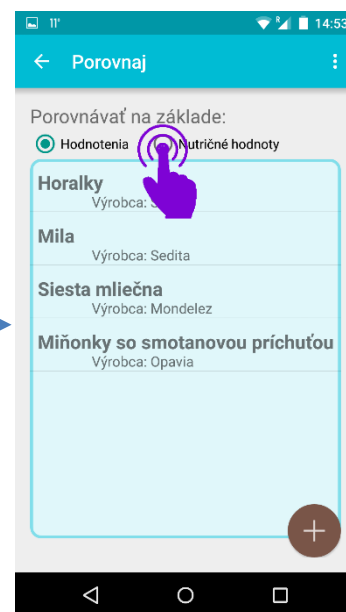 11'
R
14:53
Porovnaj
Porovnávať na základe:
Hodnotenia
Nutričné hodnoty
Horalky
Výrobca:
Mila
Výrobca: Sedita
Siesta mliečna
Výrobca: Mondelez
Miňonky so smotanovou príchuťou
Výrobca: Opavia